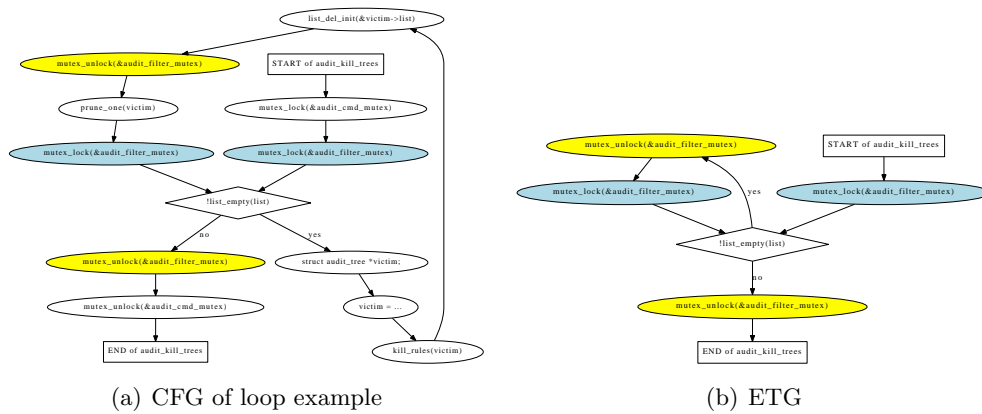 list_del_init(&victim->list)
mutex_unlock(&audit_filter_mutex)
START of audit_kill_trees
prune_one(victim)
mutex_lock(&audit_cmd_mutex)
mutex_lock(&audit_filter_mutex)
mutex_lock(&audit_filter_mutex)
!list_empty(list)
no
yes
mutex_unlock(&audit_filter_mutex)
struct audit_tree *victim;
mutex_unlock(&audit_cmd_mutex)
victim = ...
END of audit_kill_trees
kill_rules(victim)
(a) CFG of loop example
mutex_unlock(&audit_filter_mutex)
START of audit_kill_trees
mutex_lock(&audit_filter_mutex)
yes
mutex_lock(&audit_filter_mutex)
!list_empty(list)
no
mutex_unlock(&audit_filter_mutex)
END of audit_kill_trees
(b) ETG